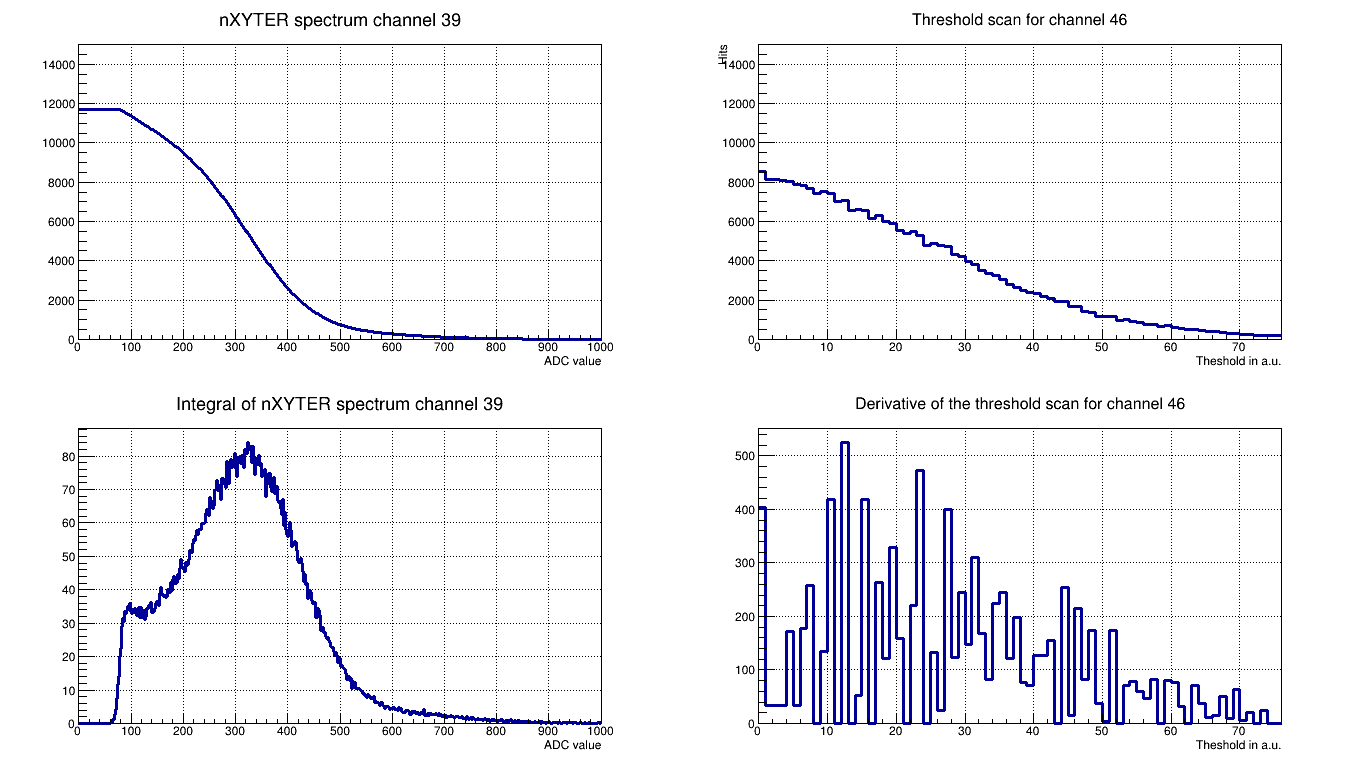 nXYTER spectrum channel 39
14000
12000
10000
8000
6000
4000
2000
0
0 100 200 300 400 500 600 700 800 900 1000
ADC value
Threshold scan for channel 46
Hits
14000
12000
10000
8000
6000
4000
2000
0
0 10 20 30 40 50 60 70
Theshold in a.u.
Integral of nXYTER spectrum channel 39
80
70
60
50
40
30
20
10
0
0 100 200 300 400 500 600 700 800 900 1000
ADC value
Derivative of the threshold scan for channel 46
500
400
300
200
100
0
0 10 20 30 40 50 60 70
Theshold in a.u.